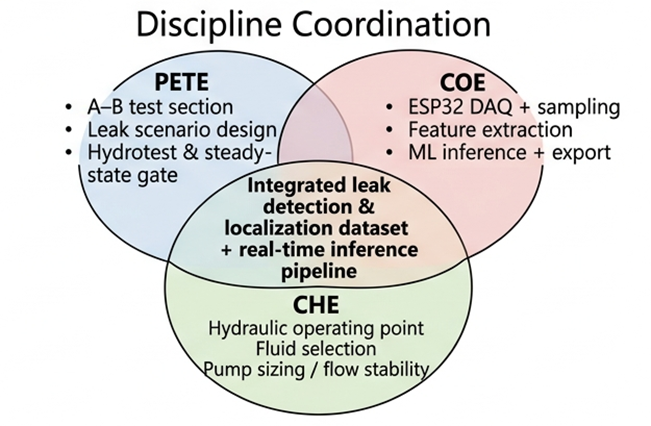 Discipline Coordination
PETE
• A–B test section
• Leak scenario design
• Hydrotest & steady-
state gate
COE
• ESP32 DAQ + sampling
• Feature extraction
• ML inference + export
Integrated leak
detection &
localization dataset
+ real-time inference
pipeline
CHE
Hydraulic operating point
Fluid selection
Pump sizing / flow stability